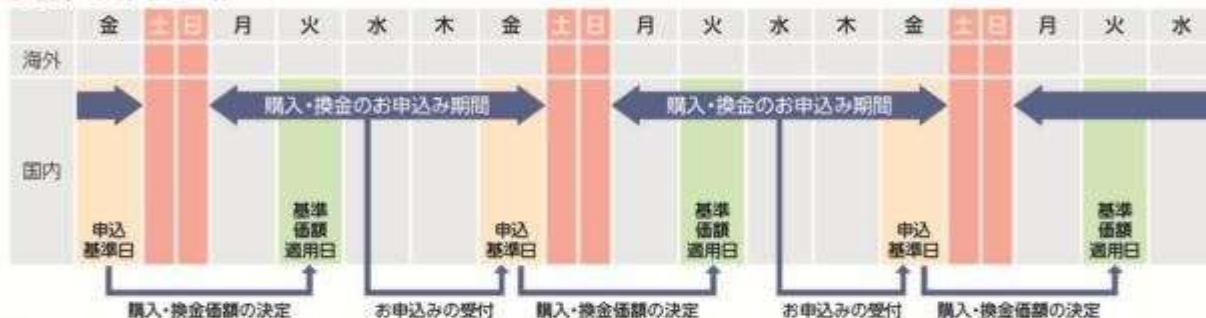 金 土 日 月 火 水 木 金 土 日 月 火 水 木 金 土 日 月 火 水
海外
購入・換金のお申込み期間 購入・換金のお申込み期間
国内
申込
基準日
基準
価額
適用日
申込
基準日
基準
価額
適用日
申込
基準日
基準
価額
適用日
購入・換金価額の決定 お申込みの受付 購入・換金価額の決定 お申込みの受付 購入・換金価額の決定